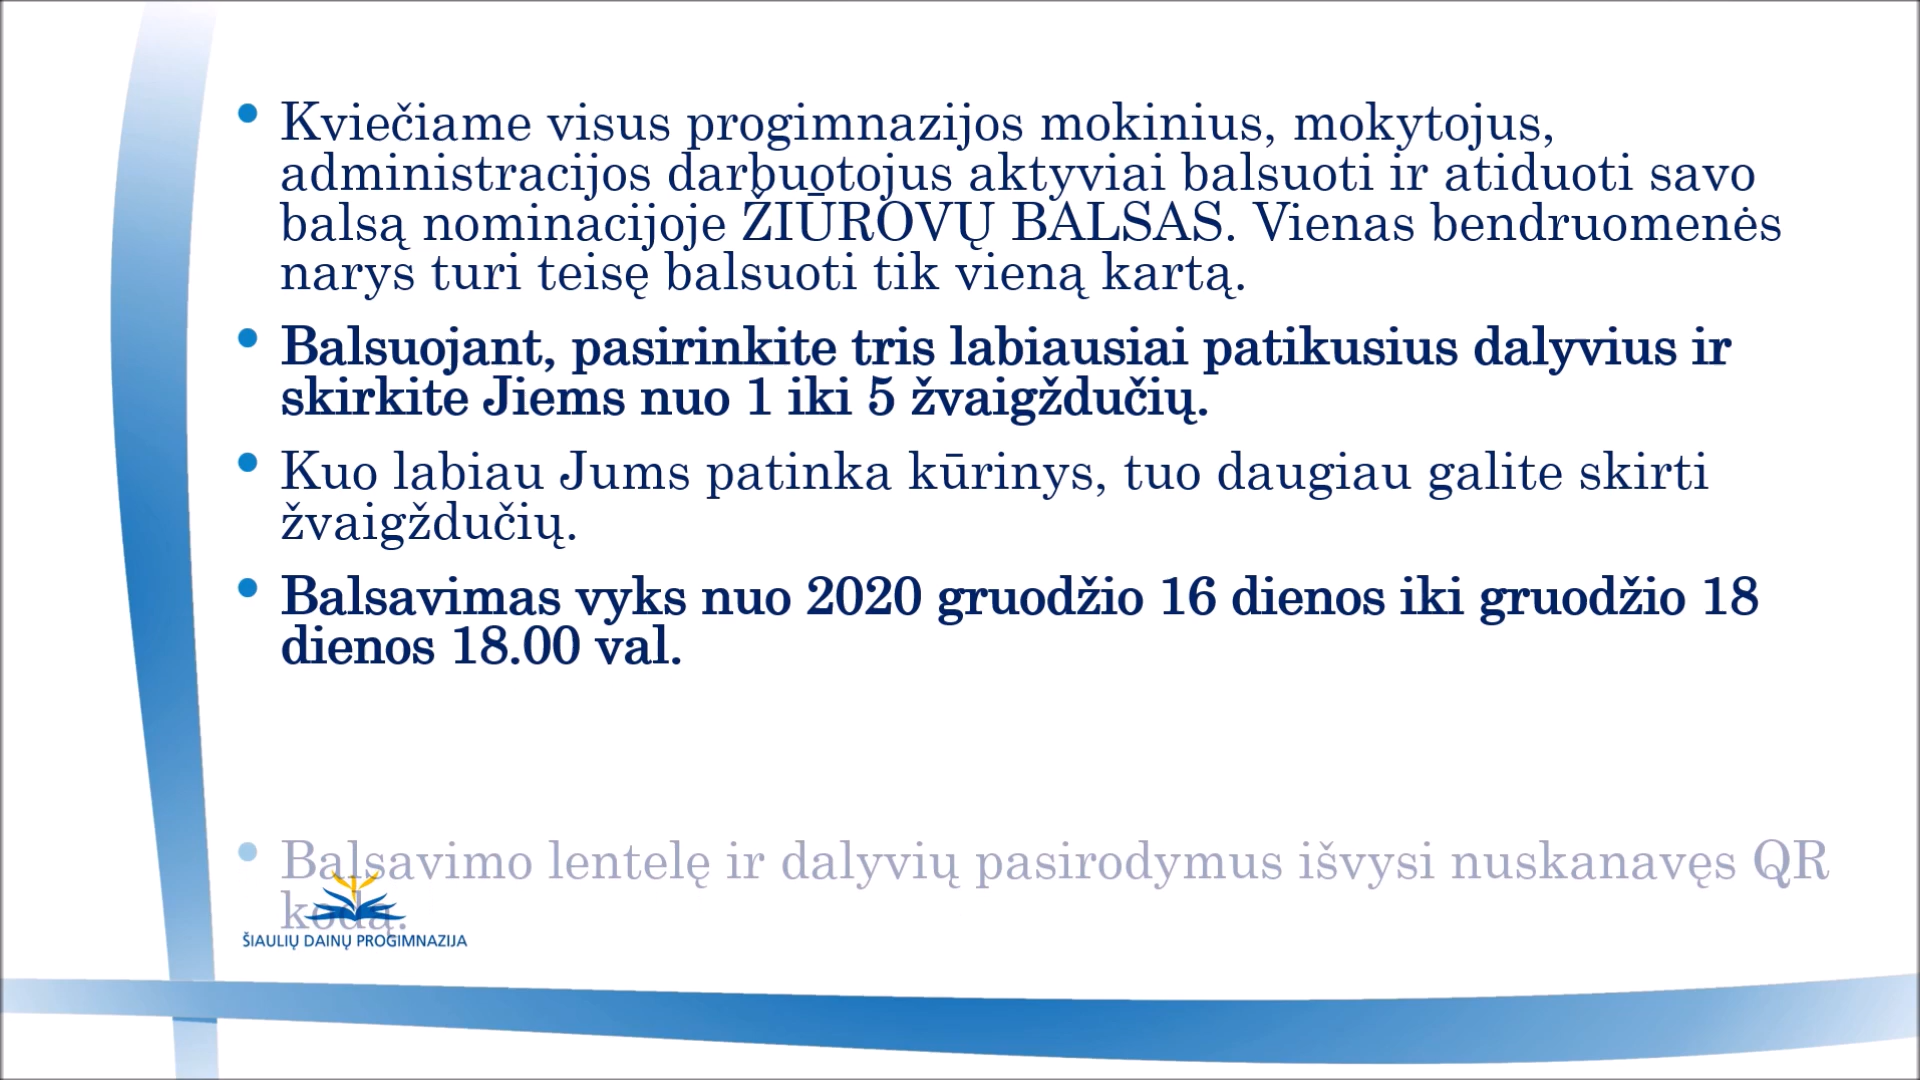 • Kviečiame visus progimnazijos mokinius, mokytojus,
administracijos darbuotojus aktyviai balsuoti ir atiduoti savo
balsą nominacijoje ŽIŪROVŲ BALSAS. Vienas bendruomenės
narys turi teisę balsuoti tik vieną kartą.
• Balsuojant, pasirinkite tris labiausiai patikusius dalyvius ir
skirkite Jiems nuo 1 iki 5 žvaigždučių.
• Kuo labiau Jums patinka kūrinys, tuo daugiau galite skirti
žvaigždučių.
• Balsavimas vyks nuo 2020 gruodžio 16 dienos iki gruodžio 18
dienos 18.00 val.
• Balsavimo lentelę ir dalyvių pasirodymus išvysi nuskanavęs QR
kodą.
ŠIAULIŲ DAINŲ PROGIMNAZIJA